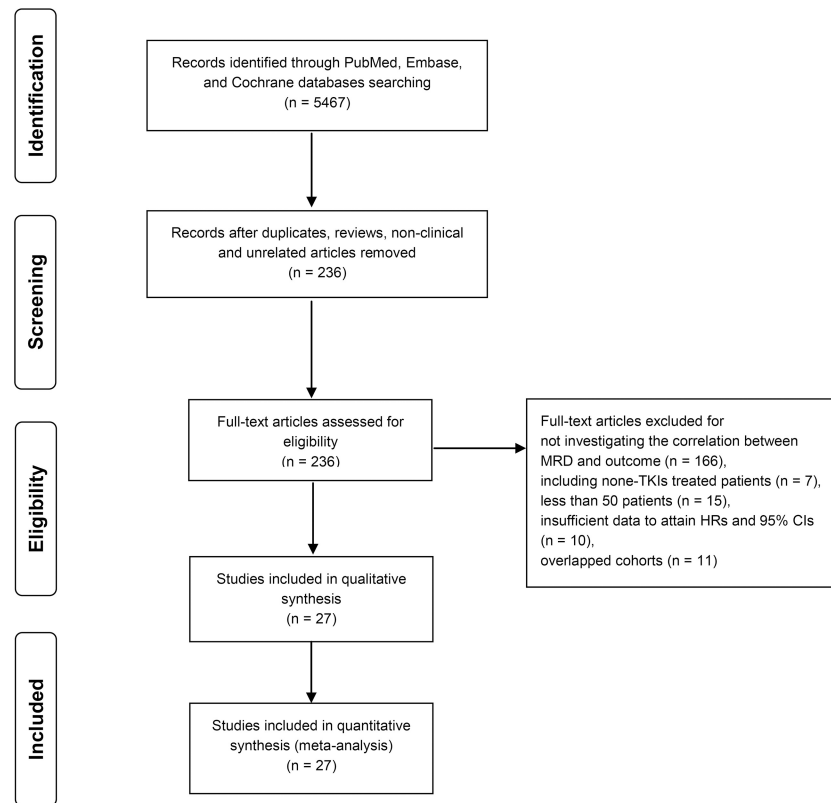 Identification
Records identified through PubMed, Embase,
and Cochrane databases searching
(n = 5467)
Screening
Records after duplicates, reviews, non-clinical
and unrelated articles removed
(n = 236)
Eligibility
Full-text articles assessed for
eligibility
(n = 236)
Full-text articles excluded for
not investigating the correlation between
MRD and outcome (n = 166),
including none-TKIs treated patients (n = 7),
less than 50 patients (n = 15),
insufficient data to attain HRs and 95% CIs
(n = 10),
overlapped cohorts (n = 11)
Studies included in qualitative
synthesis
(n = 27)
Included
Studies included in quantitative
synthesis (meta-analysis)
(n = 27)